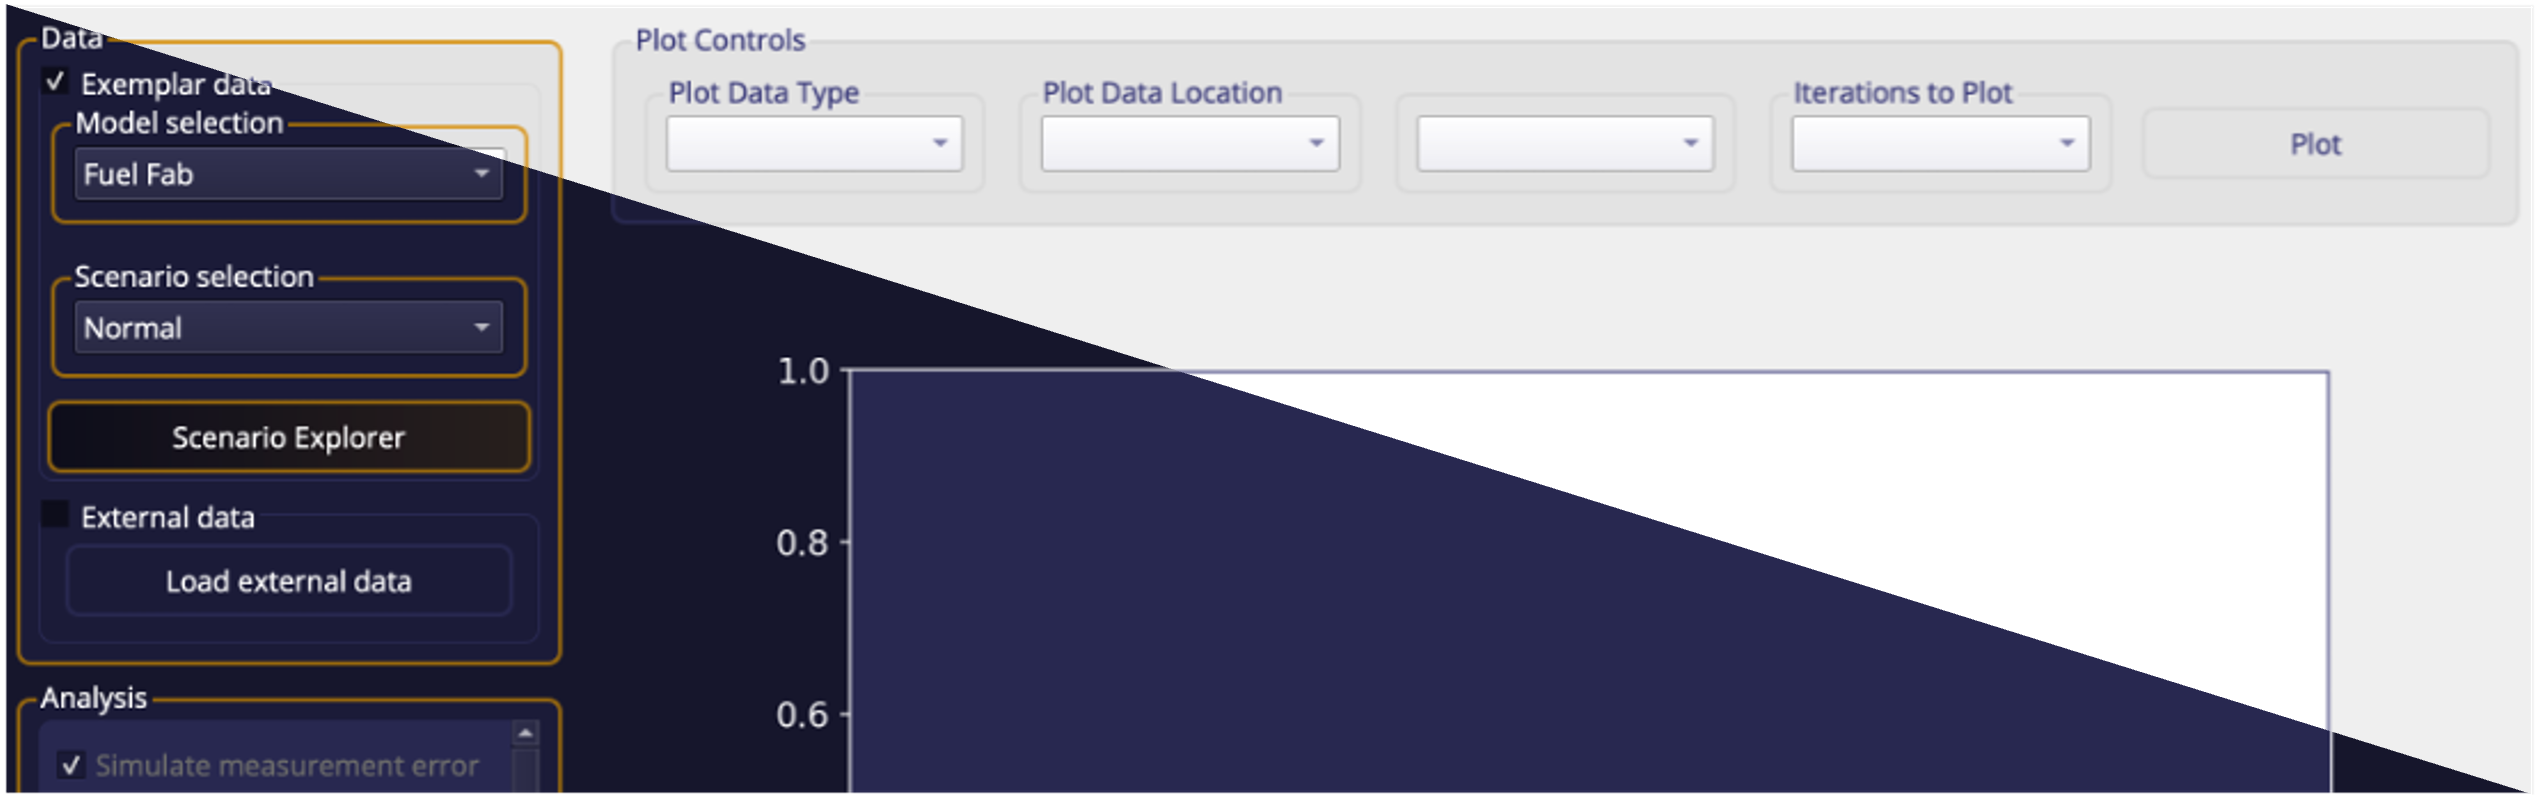 Data
Exemplar data
Model selection
Fuel Fab
Scenario selection
Normal
Scenario Explorer
External data
Load external data
Analysis
Simulate measurement error
Plot Controls
Plot Data Type
Plot Data Location
Iterations to Plot
Plot
1.0
0.8
0.6